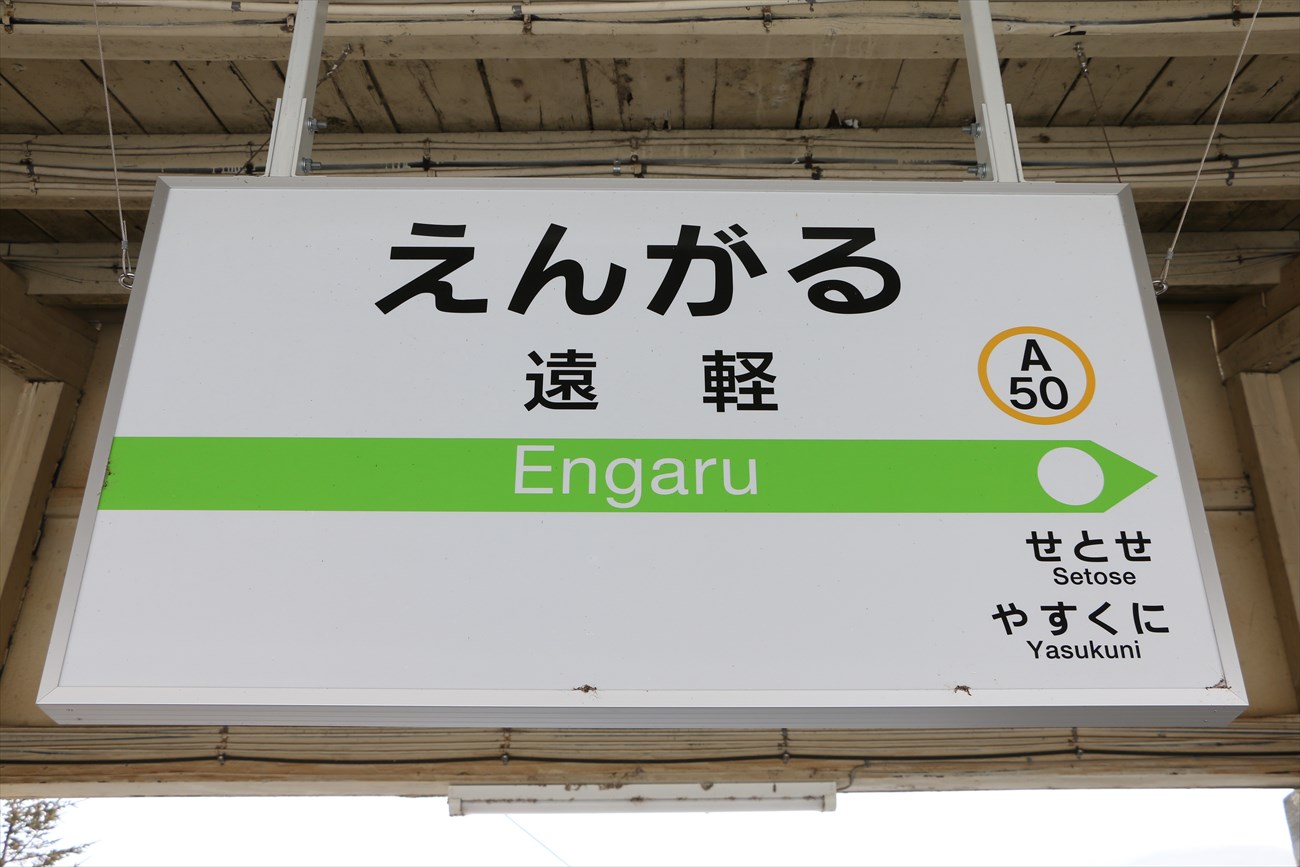 えんがる
遠 軽
A
50
Engaru
せとせ
Setose
やすくに
Yasukuni